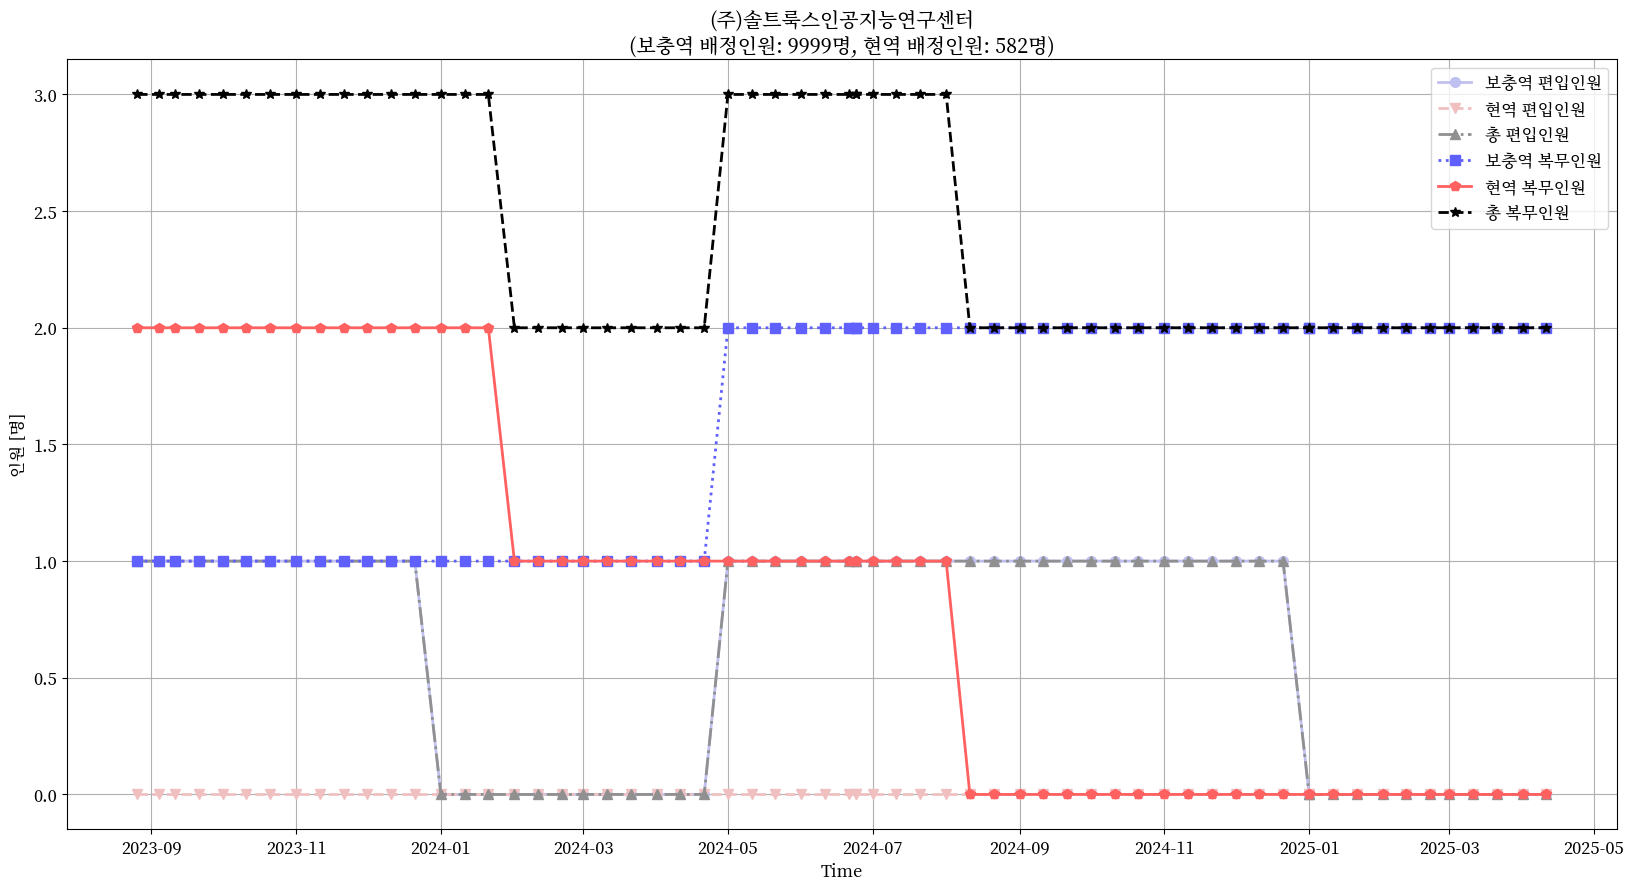 (주)솔트룩스인공지능연구센터
(보충역 배정인원: 9999명, 현역 배정인원: 582명)
보충역 편입인원
현역 편입인원
총 편입인원
보충역 복무인원
현역 복무인원
총 복무인원
인원 [명]
3.0
2.5
2.0
1.5
1.0
0.5
0.0
2023-09
2023-11
2024-01
2024-03
2024-05
2024-07
2024-09
2024-11
2025-01
2025-03
2025-05
Time